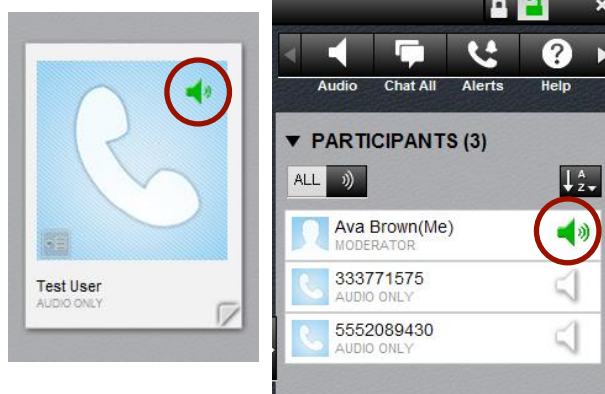 Test User
AUDIO ONLY
Audio Chat All Alerts Help
PARTICIPANTS (3)
ALL
A
Z
Ava Brown(Me)
MODERATOR
333771575
AUDIO ONLY
5552089430
AUDIO ONLY